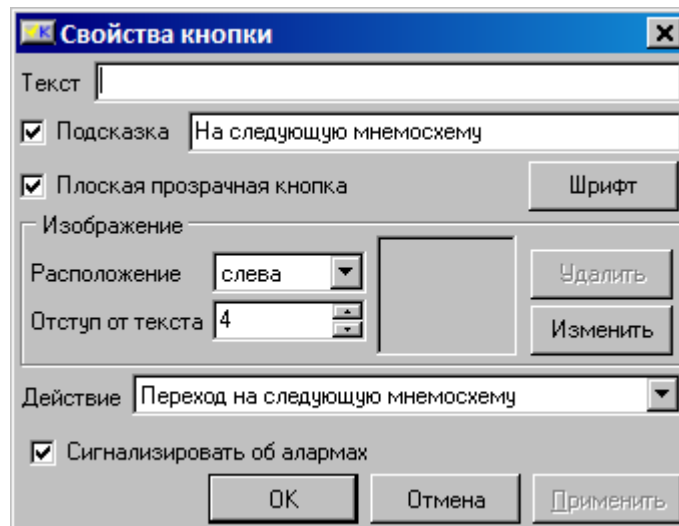 Свойства кнопки
Текст
Подсказка На следующую мнемосхему
Плоская прозрачная кнопка Шрифт
Изображение
Расположение слева Удалить
Отступ от текста 4 Изменить
Действие Переход на следующую мнемосхему
Сигнализировать об алармах
OK Отмена Применить